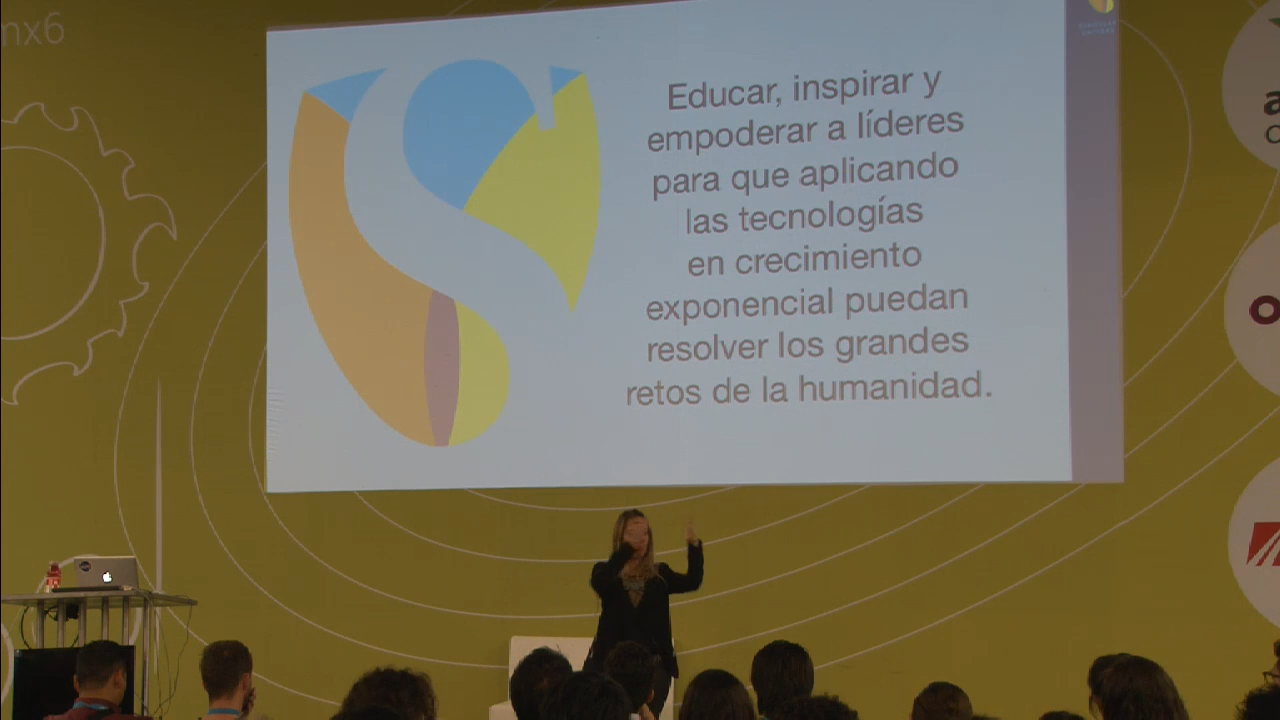 mx6
Educar, inspirar y
empoderar a líderes
para que aplicando
las tecnologías
en crecimiento
exponencial puedan
resolver los grandes
retos de la humanidad.